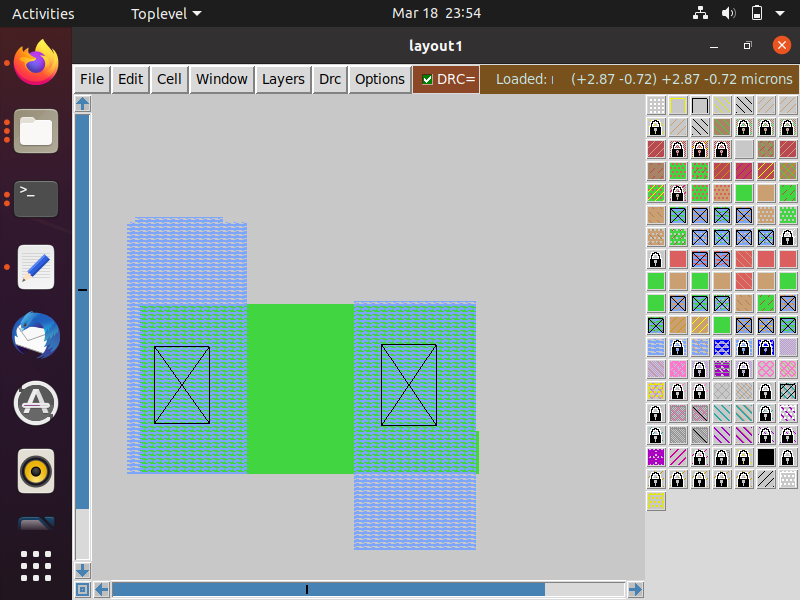 Activities
Toplevel
Mar 18 23:54
layout1
File Edit Cell Window Layers Drc Options DRC= Loaded: (+2.87 -0.72) +2.87 -0.72 microns
>_